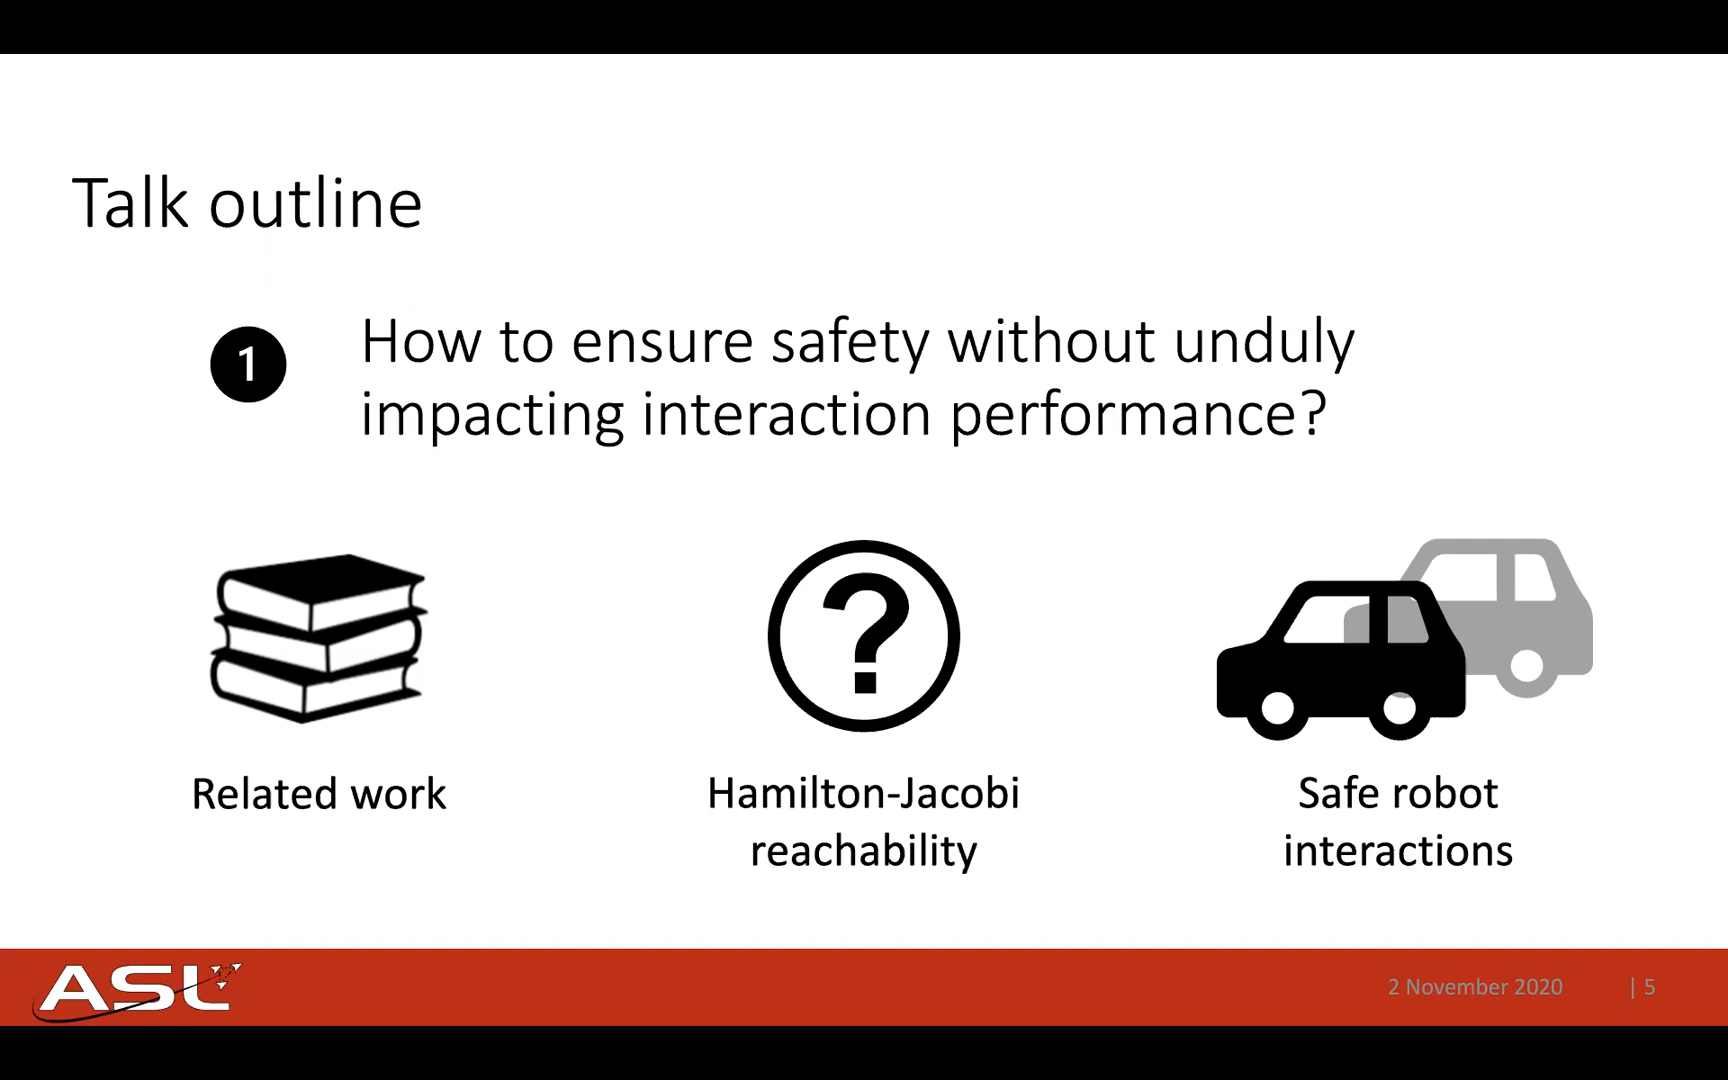 Talk outline
1
How to ensure safety without unduly
impacting interaction performance?
?
Related work
Hamilton-Jacobi
reachability
Safe robot
interactions
ASL
2 November 2020
| 5